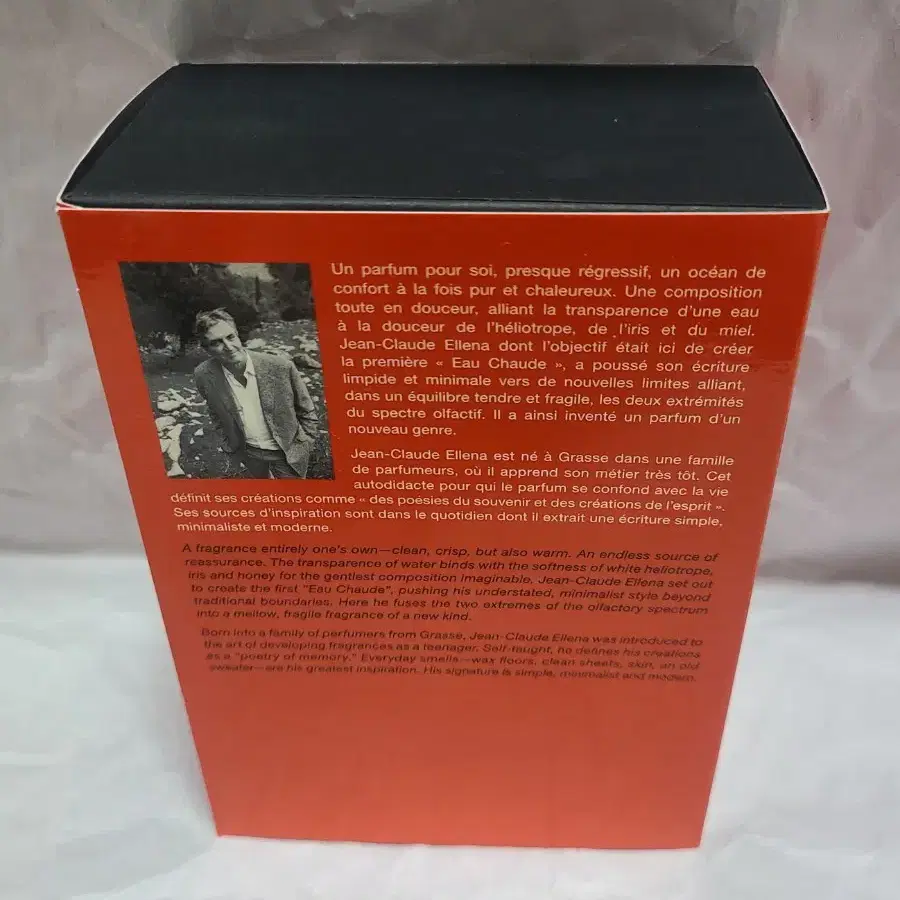 Un parfum pour soi, presque régressif, un océan de
confort à la fois pur et chaleureux. Une composition
toute en douceur, alliant la transparence d'une eau
à la douceur de l'héliotrope, de l'iris et du miel.
Jean-Claude Ellena dont l'objectif était ici de créer
la première « Eau Chaude », a poussé son écriture
limpide et minimale vers de nouvelles limites alliant,
dans un équilibre tendre et fragile, les deux extrémités
du spectre olfactif. Il a ainsi inventé un parfum d'un
nouveau genre.
Jean-Claude Ellena est né à Grasse dans une famille
de parfumeurs, où il apprend son métier très tôt. Cet
autodidacte pour qui le parfum se confond avec la vie
définit ses créations comme « des poésies du souvenir et des créations de l'esprit ».
Ses sources d'inspiration sont dans le quotidien dont il extrait une écriture simple,
minimaliste et moderne.
A fragrance entirely one's own—clean, crisp, but also warm. An endless source of
reassurance. The transparence of water binds with the softness of white heliotrope,
iris and honey for the gentlest composition imaginable. Jean-Claude Ellena set out
to create the first "Eau Chaude", pushing his understated, minimalist style beyond
traditional boundaries. Here he fuses the two extremes of the olfactory spectrum
into a mellow, fragile fragrance of a new kind.
Born into a family of perfumers from Grasse, Jean-Claude Ellena was introduced to
the art of developing fragrances as a teenager. Self-taught, he defines his creations
as a "poetry of memory." Everyday smells—wax floors, clean sheets, skin, an old
sweater—are his greatest inspiration. His signature is simple, minimalist and modern.